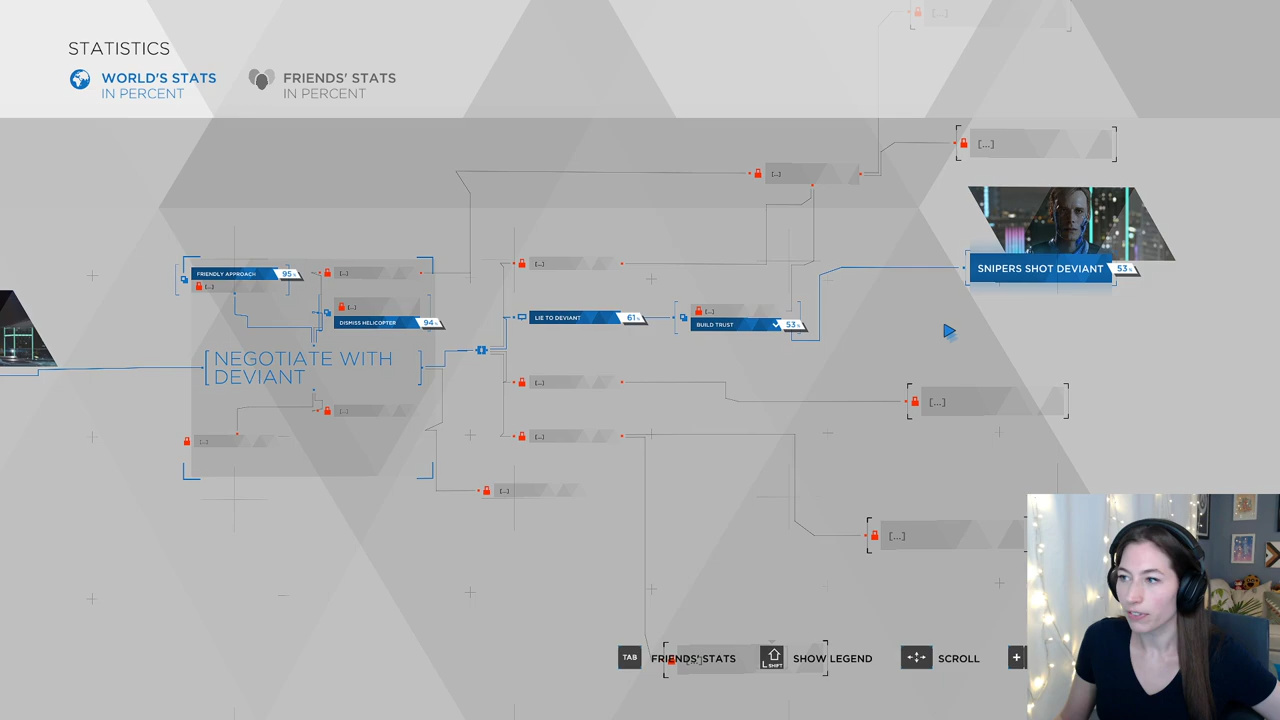 STATISTICS
WORLD'S STATS
IN PERCENT
FRIENDS' STATS
IN PERCENT
[...]
[...]
[...]
FRIENDLY APPROACH 95%
[...]
[...]
[...]
DISMISS HELICOPTER 94%
NEGOTIATE WITH
DEVIANT
[...]
[...]
[...]
LIE TO DEVIANT 61%
[...]
BUILD TRUST 53%
SNIPERS SHOT DEVIANT 53%
[...]
[...]
[...]
[...]
[...]
[...]
TAB FRIENDS' STATS
L SHIFT SHOW LEGEND
SCROLL
+